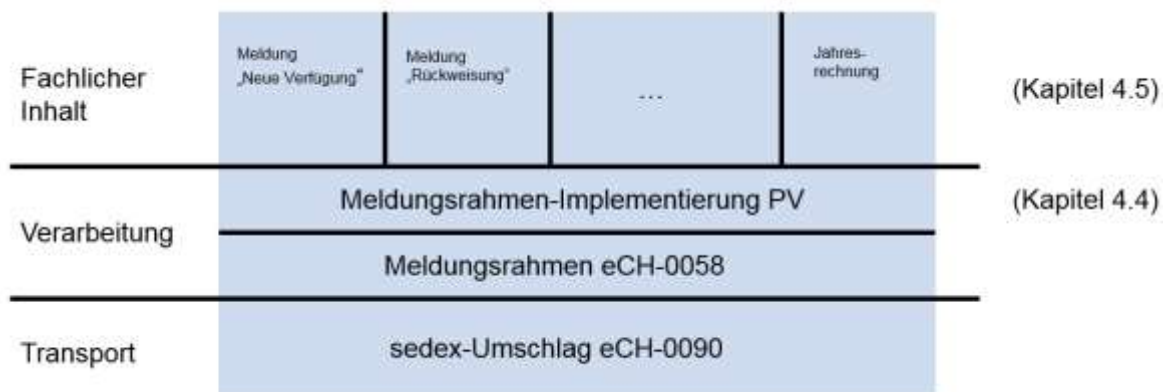 Fachlicher
Inhalt
Meldung
„Neue Verfügung"
Meldung
„Rückweisung"
...
Jahres-
rechnung
(Kapitel 4.5)
Verarbeitung
Meldungsrahmen-Implementierung PV
(Kapitel 4.4)
Meldungsrahmen eCH-0058
Transport
sedex-Umschlag eCH-0090